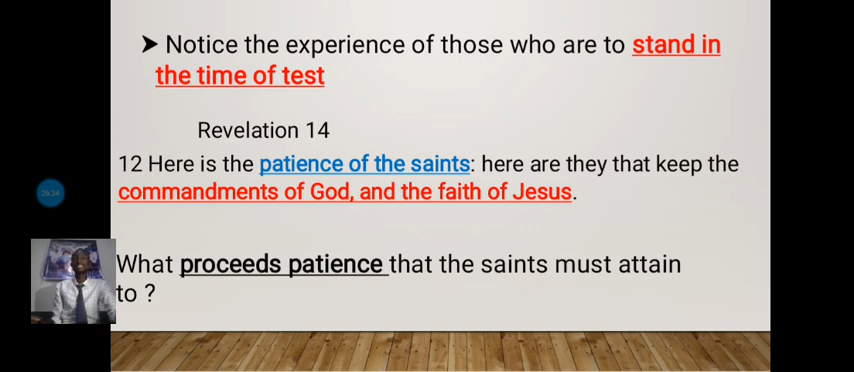 ➤ Notice the experience of those who are to stand in
the time of test
Revelation 14
12 Here is the patience of the saints: here are they that keep the
commandments of God, and the faith of Jesus.
26:34
What proceeds patience that the saints must attain
to ?